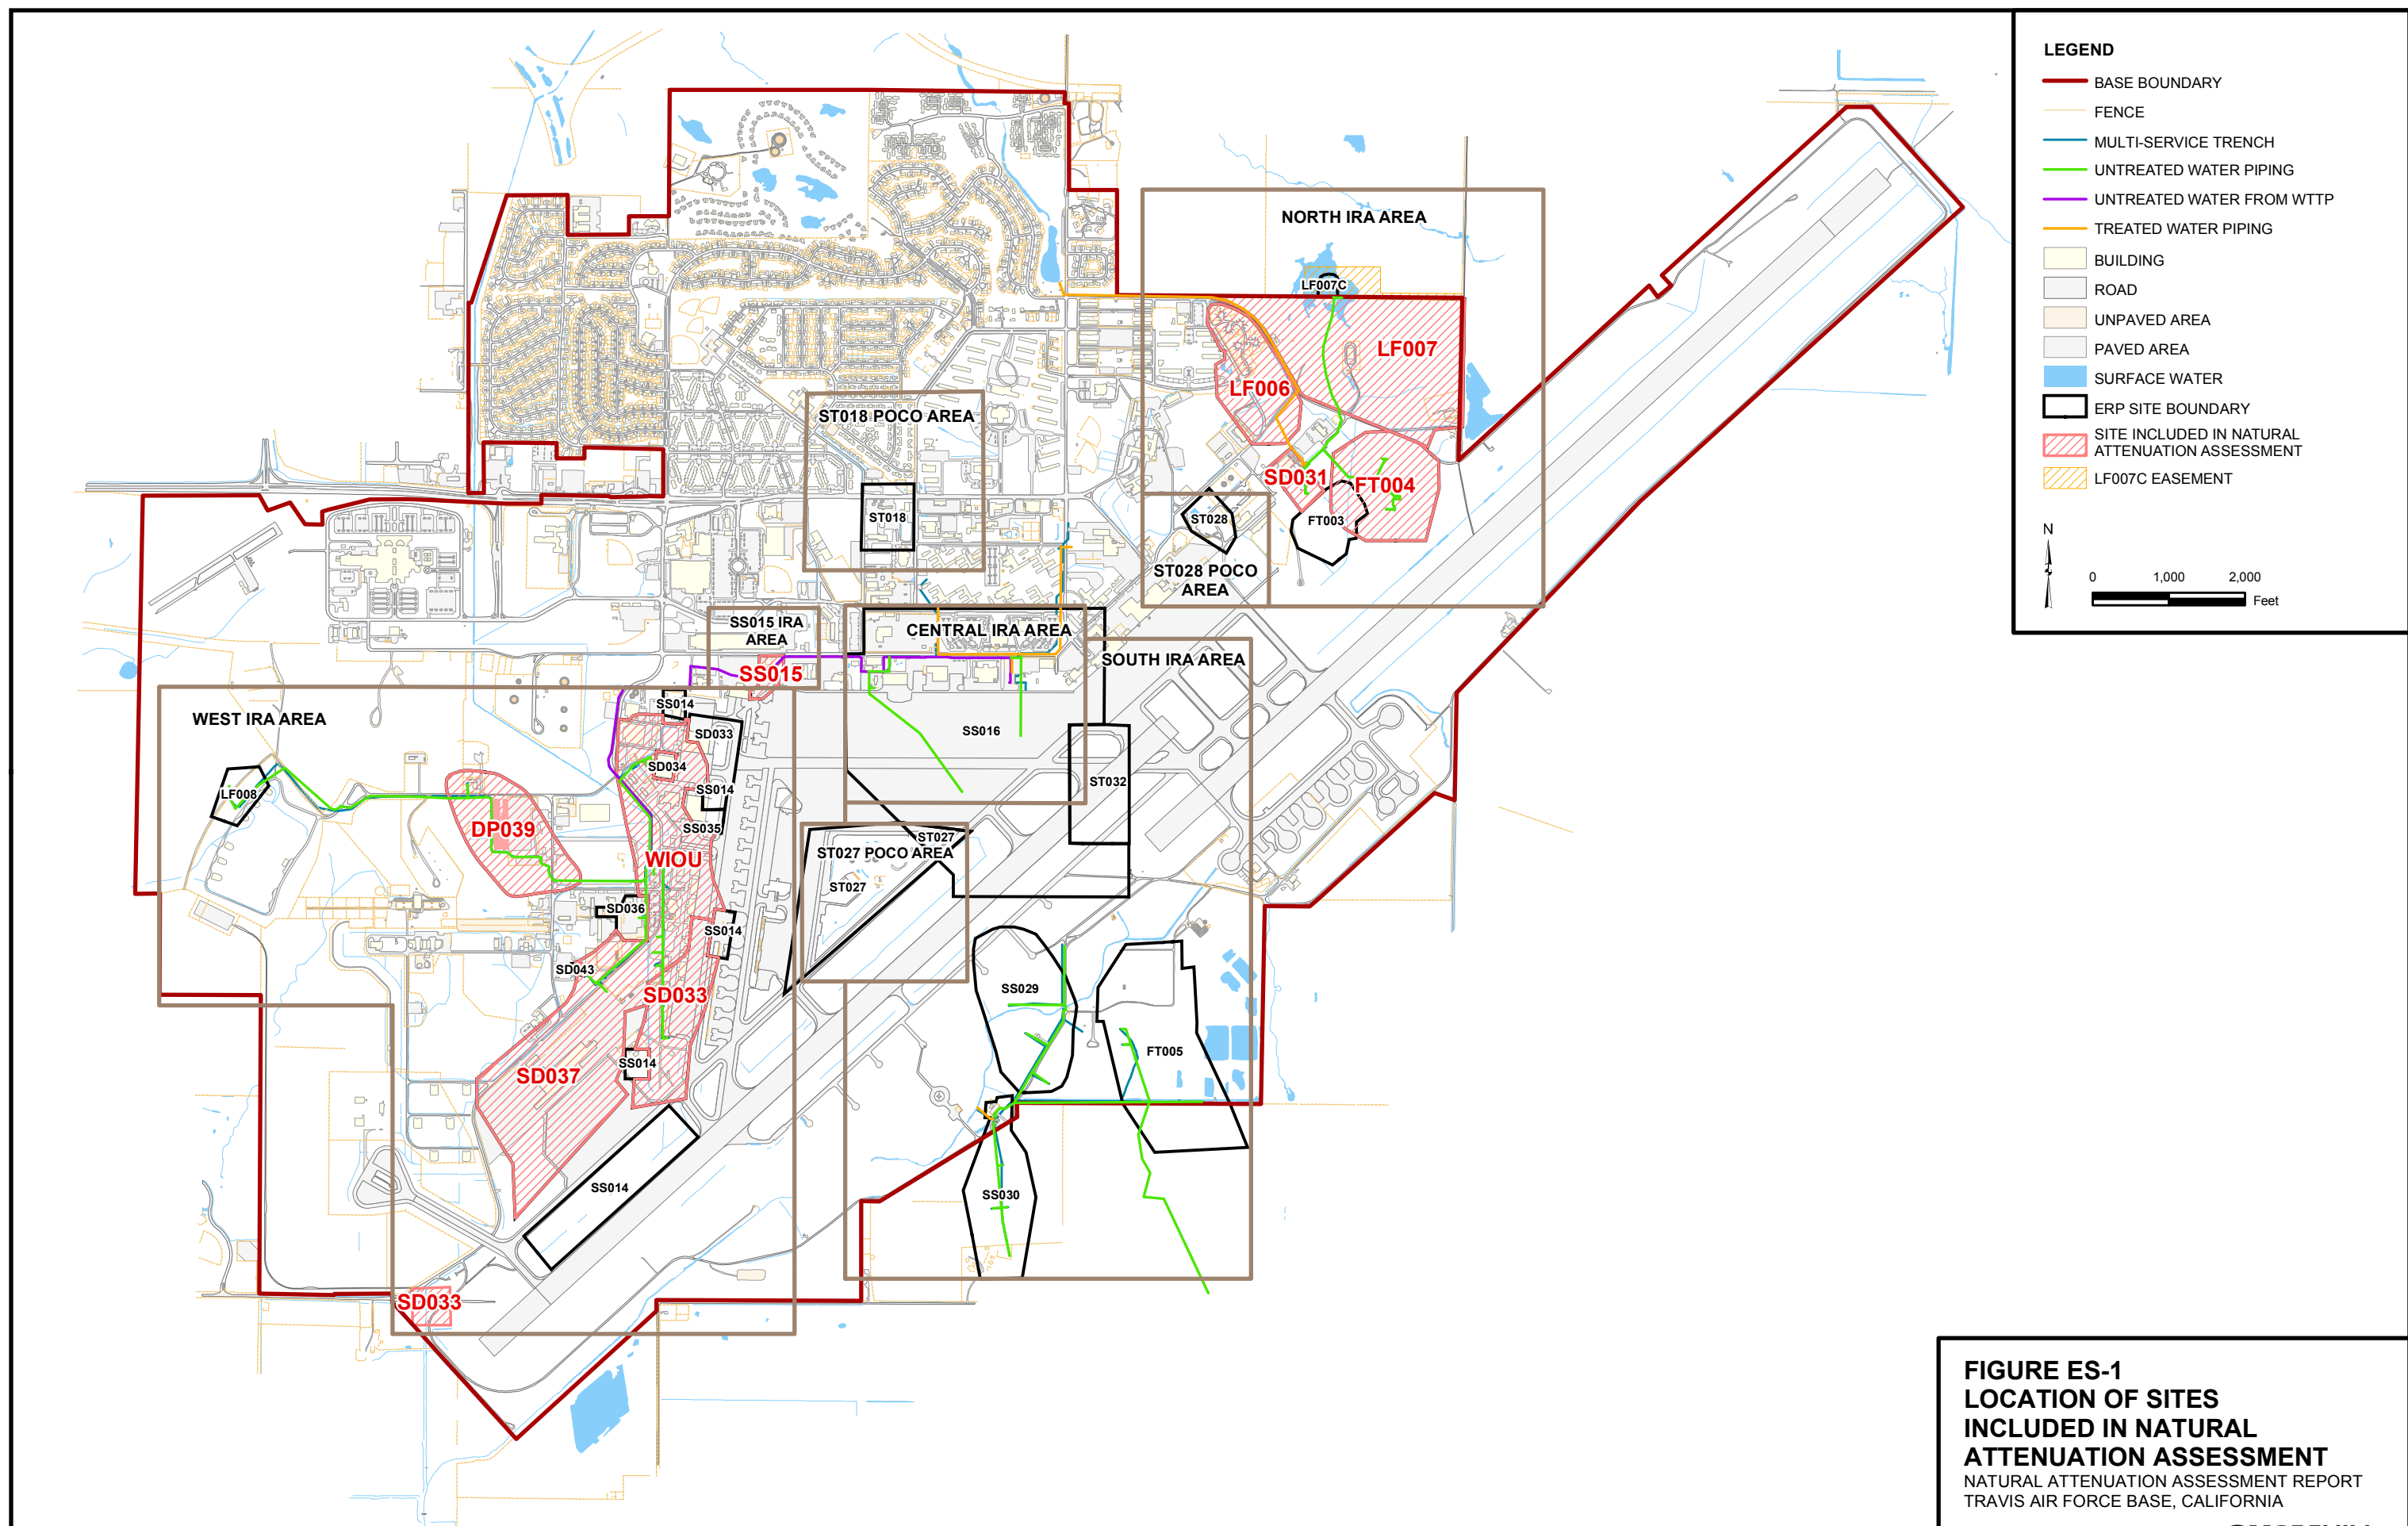 LEGEND
BASE BOUNDARY
FENCE
MULTI-SERVICE TRENCH
UNTREATED WATER PIPING
UNTREATED WATER FROM WTTP
TREATED WATER PIPING
BUILDING
ROAD
UNPAVED AREA
PAVED AREA
SURFACE WATER
ERP SITE BOUNDARY
SITE INCLUDED IN NATURAL
ATTENUATION ASSESSMENT
LF007C EASEMENT
N
0 1,000 2,000
Feet
NORTH IRA AREA
LF007C
LF007
LF006
ST018 POCO AREA
SD031
FT004
ST018
ST028
FT003
ST028 POCO
AREA
SS015 IRA
AREA
CENTRAL IRA AREA
SOUTH IRA AREA
SS015
WEST IRA AREA
SS014
SD033
SS016
SD034
ST032
SS014
LF008
DP039
SS035
ST027
WIOU
ST027 POCO AREA
ST027
SD036
SS014
SD043
SD033
SS029
FT005
SS014
SD037
SS014
SS030
SD033
FIGURE ES-1
LOCATION OF SITES
INCLUDED IN NATURAL
ATTENUATION ASSESSMENT
NATURAL ATTENUATION ASSESSMENT REPORT
TRAVIS AIR FORCE BASE, CALIFORNIA